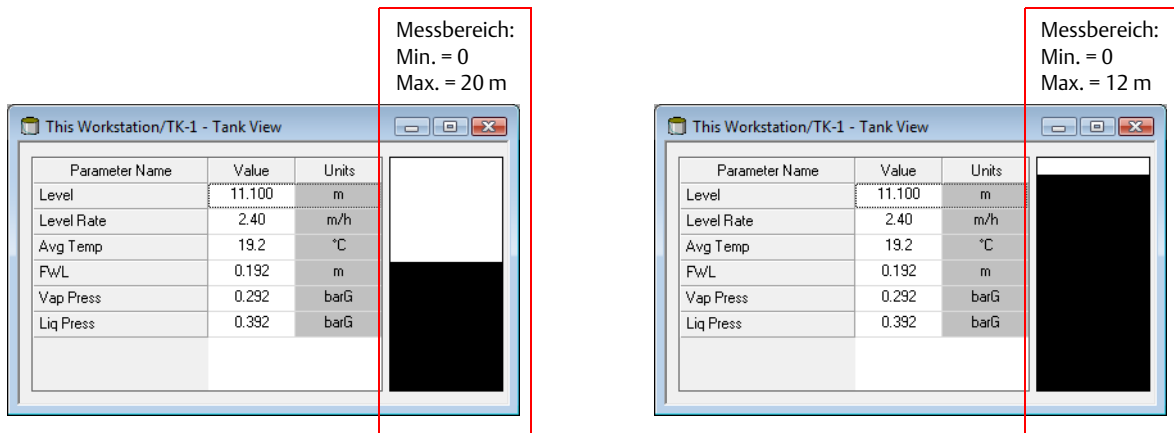 Messbereich:
Min. = 0
Max. = 20 m
This Workstation/TK-1 - Tank View
Parameter Name Value Units
Level 11.100 m
Level Rate 2.40 m/h
Avg Temp 19.2 °C
FWL 0.192 m
Vap Press 0.292 barG
Liq Press 0.392 barG
Messbereich:
Min. = 0
Max. = 12 m
This Workstation/TK-1 - Tank View
Parameter Name Value Units
Level 11.100 m
Level Rate 2.40 m/h
Avg Temp 19.2 °C
FWL 0.192 m
Vap Press 0.292 barG
Liq Press 0.392 barG